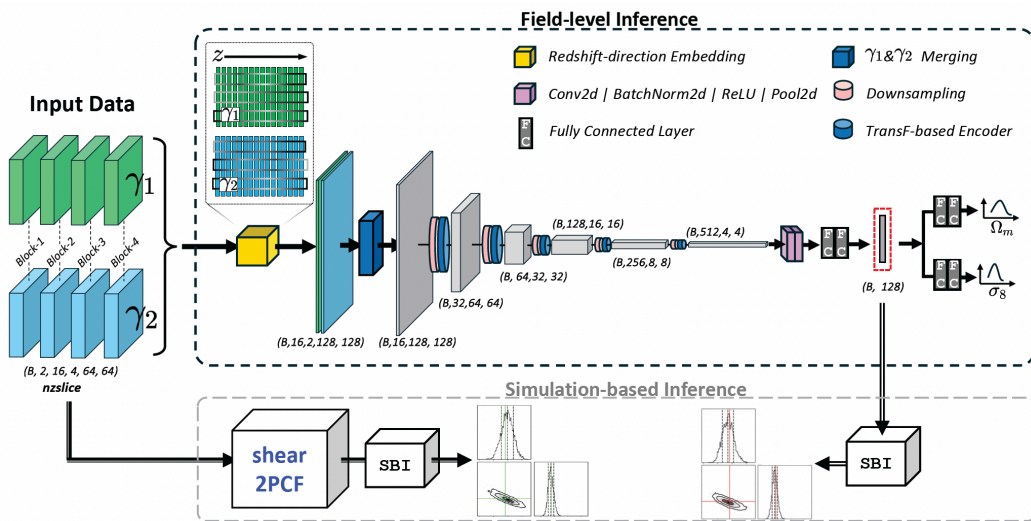 Field-level Inference
z
γ1
γ2
Redshift-direction Embedding
γ1&γ2 Merging
Conv2d | BatchNorm2d | ReLU | Pool2d
Downsampling
F
C
Fully Connected Layer
TransF-based Encoder
Input Data
γ1
Block-1
Block-2
Block-3
Block-4
γ2
(B, 2, 16, 4, 64, 64)
nzslice
(B,16,2,128, 128)
(B,16,128, 128)
(B,32,64, 64)
(B, 64,32, 32)
(B,128,16, 16)
(B,256,8, 8)
(B,512,4, 4)
F F
C C
(B, 128)
F F
C C
Ωm
F F
C C
σ8
Simulation-based Inference
shear
2PCF
SBI
SBI